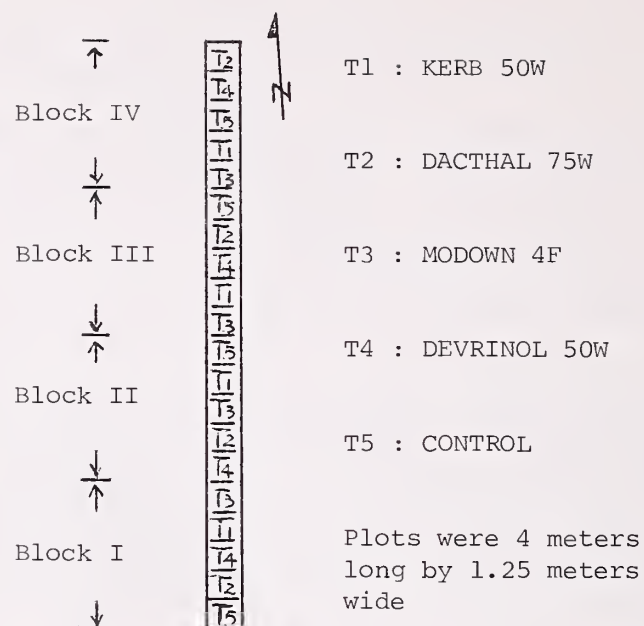 T2
T4
T5
T1
T3
T5
T2
T4
T1
T3
T5
T1
T3
T2
T4
T3
T1
T4
T2
T5
N
Block IV
Block III
Block II
Block I
T1 : KERB 50W
T2 : DACTHAL 75W
T3 : MODOWN 4F
T4 : DEVRINOL 50W
T5 : CONTROL
Plots were 4 meters
long by 1.25 meters
wide